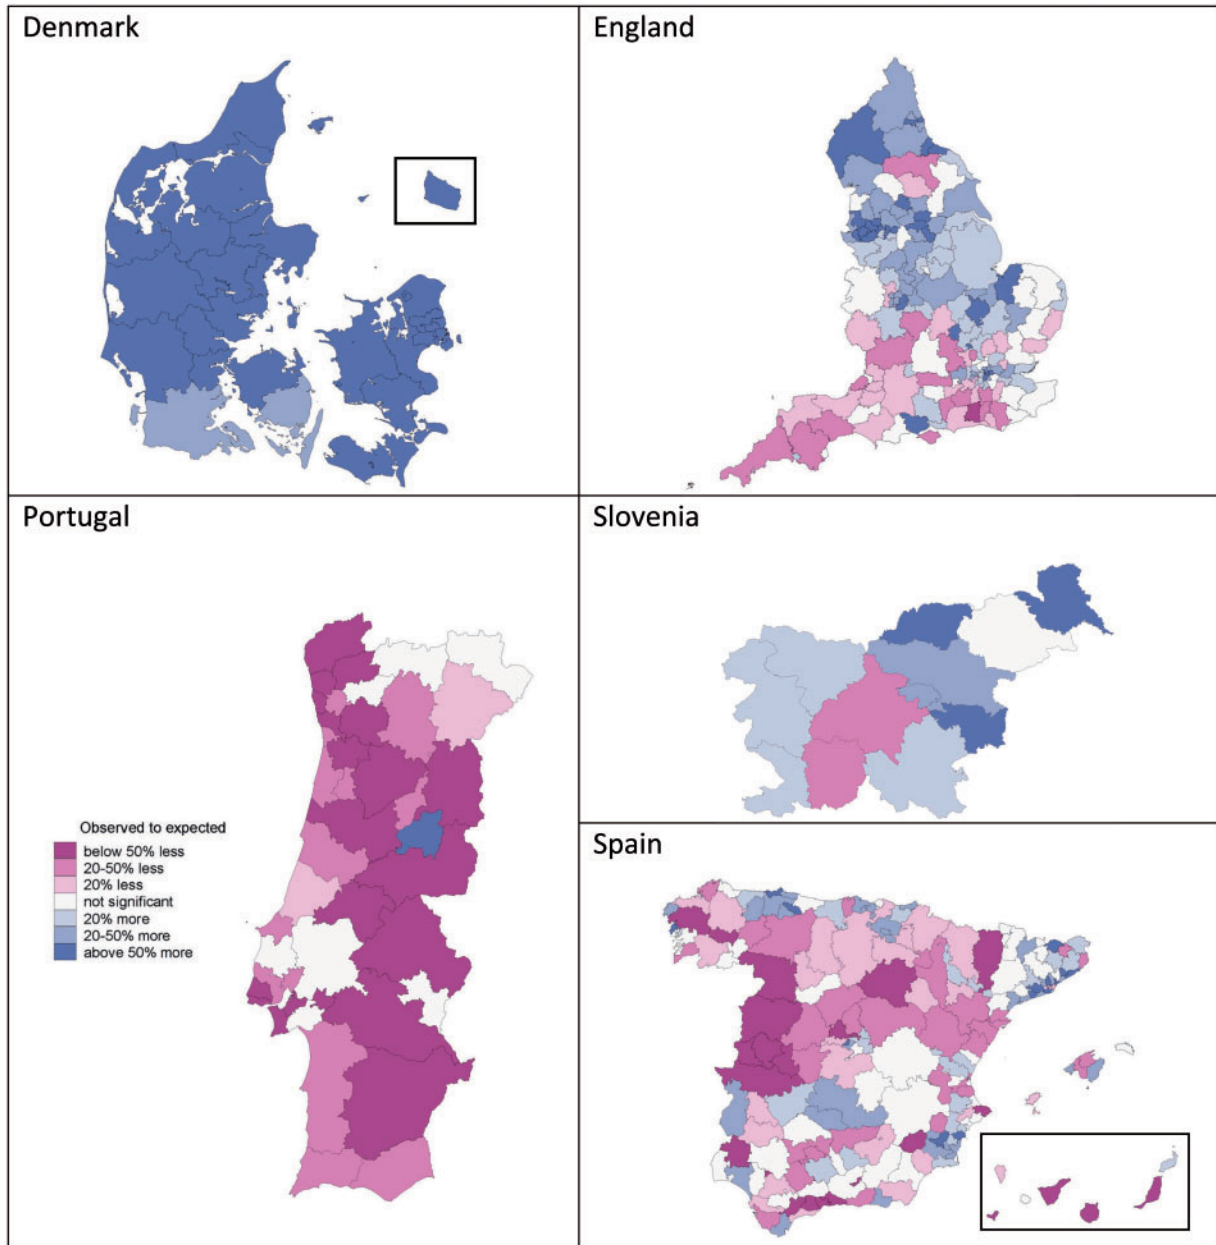 Denmark
England
Portugal
Slovenia
Observed to expected
below 50% less
20-50% less
20% less
not significant
20% more
20-50% more
above 50% more
Spain